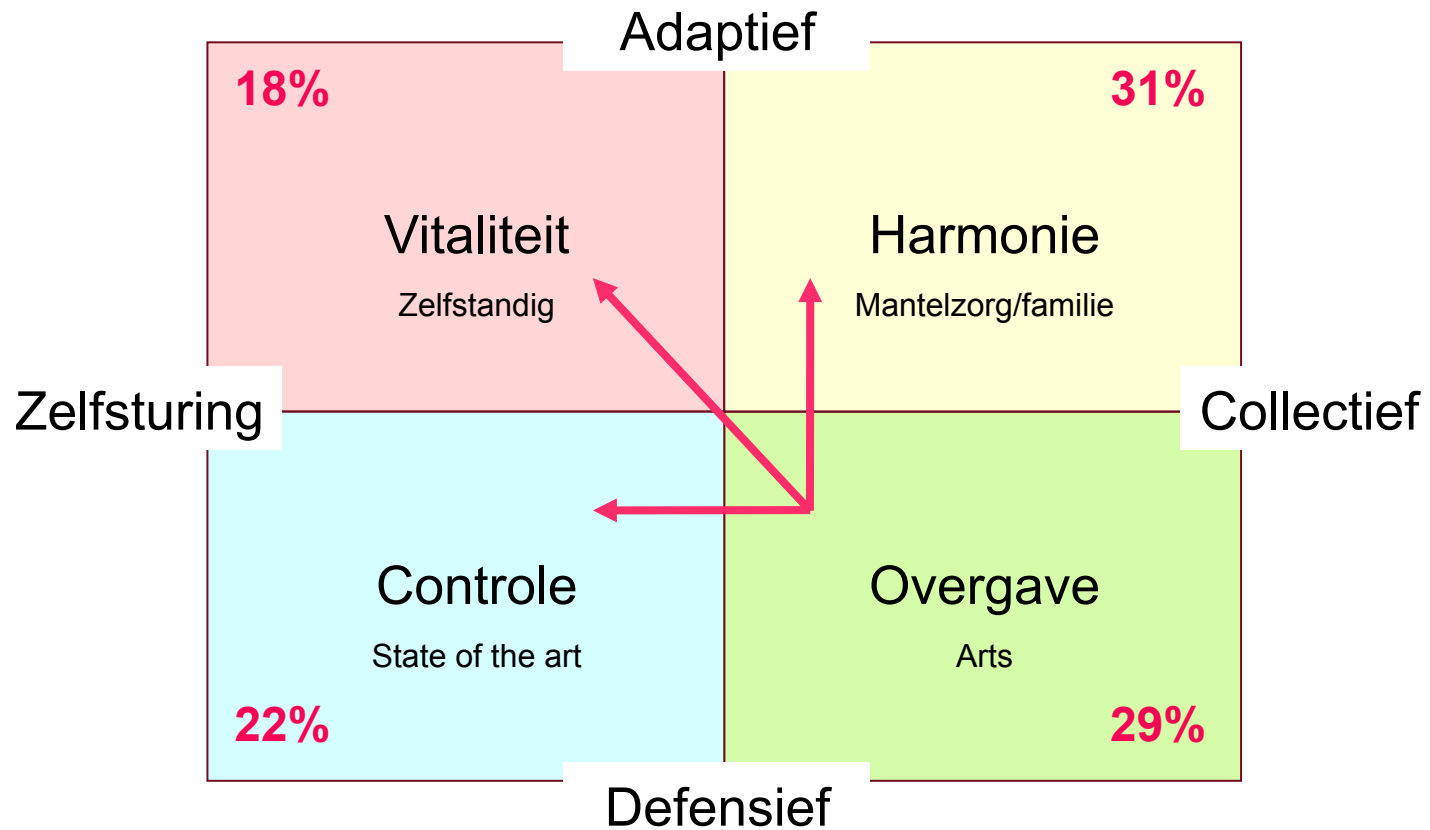 Adaptief
18%
31%
Vitaliteit
Harmonie
Zelfstandig
Mantelzorg/familie
Zelfsturing
Collectief
Controle
Overgave
State of the art
Arts
22%
29%
Defensief